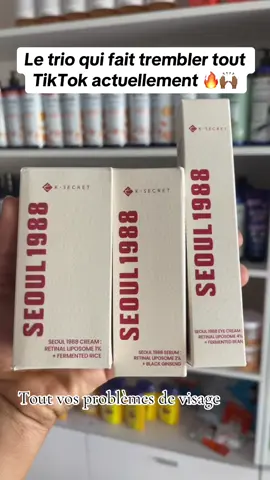 Le trio qui fait trembler tout
TikTok actuellement 🔥🙌🏾
K-SECRET
SEOUL 1988
SEOUL 1988 CREAM :
RETINAL LIPOSOME 1%
+ FERMENTED RICE
K-SECRET
SEOUL 1988
SEOUL 1988 SERUM :
RETINAL LIPOSOME 2%
+ BLACK GINSENG
K-SECRET
SEOUL 1988
SEOUL 1988 EYE CREAM :
RETINAL LIPOSOME 4%
+ FERMENTED BEAN
Tout vos problèmes de visage